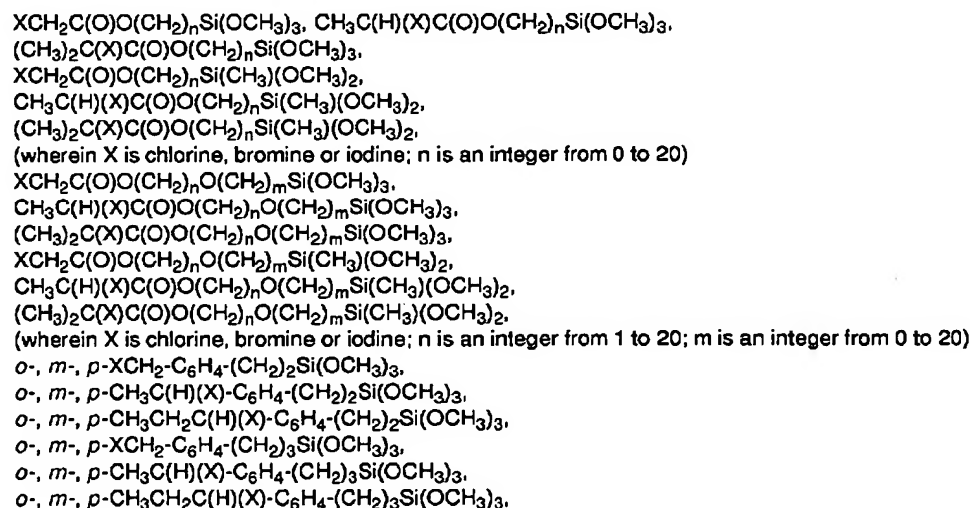 XCH₂C(O)O(CH₂)ₙSi(OCH₃)₃, CH₃C(H)(X)C(O)O(CH₂)ₙSi(OCH₃)₃,
(CH₃)₂C(X)C(O)O(CH₂)ₙSi(OCH₃)₃,
XCH₂C(O)O(CH₂)ₙSi(CH₃)(OCH₃)₂,
CH₃C(H)(X)C(O)O(CH₂)ₙSi(CH₃)(OCH₃)₂,
(CH₃)₂C(X)C(O)O(CH₂)ₙSi(CH₃)(OCH₃)₂,
(wherein X is chlorine, bromine or iodine; n is an integer from 0 to 20)
XCH₂C(O)O(CH₂)ₙO(CH₂)ₘSi(OCH₃)₃,
CH₃C(H)(X)C(O)O(CH₂)ₙO(CH₂)ₘSi(OCH₃)₃,
(CH₃)₂C(X)C(O)O(CH₂)ₙO(CH₂)ₘSi(OCH₃)₃,
XCH₂C(O)O(CH₂)ₙO(CH₂)ₘSi(CH₃)(OCH₃)₂,
CH₃C(H)(X)C(O)O(CH₂)ₙO(CH₂)ₘSi(CH₃)(OCH₃)₂,
(CH₃)₂C(X)C(O)O(CH₂)ₙO(CH₂)ₘSi(CH₃)(OCH₃)₂,
(wherein X is chlorine, bromine or iodine; n is an integer from 1 to 20; m is an integer from 0 to 20)
o-, m-, p-XCH₂-C₆H₄-(CH₂)₂Si(OCH₃)₃,
o-, m-, p-CH₃C(H)(X)-C₆H₄-(CH₂)₂Si(OCH₃)₃,
o-, m-, p-CH₃CH₂C(H)(X)-C₆H₄-(CH₂)₂Si(OCH₃)₃,
o-, m-, p-XCH₂-C₆H₄-(CH₂)₃Si(OCH₃)₃,
o-, m-, p-CH₃C(H)(X)-C₆H₄-(CH₂)₃Si(OCH₃)₃,
o-, m-, p-CH₃CH₂C(H)(X)-C₆H₄-(CH₂)₃Si(OCH₃)₃,